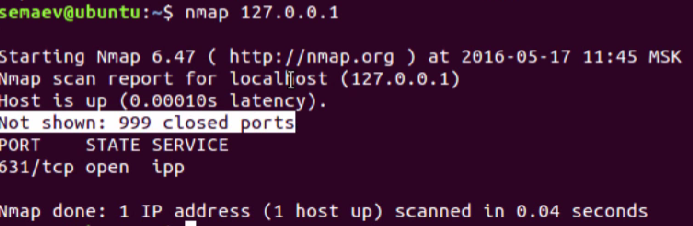 semaev@ubuntu:~$ nmap 127.0.0.1
Starting Nmap 6.47 ( http://nmap.org ) at 2016-05-17 11:45 MSK
Nmap scan report for localhost (127.0.0.1)
Host is up (0.00010s latency).
Not shown: 999 closed ports
PORT    STATE SERVICE
631/tcp open  ipp
Nmap done: 1 IP address (1 host up) scanned in 0.04 seconds